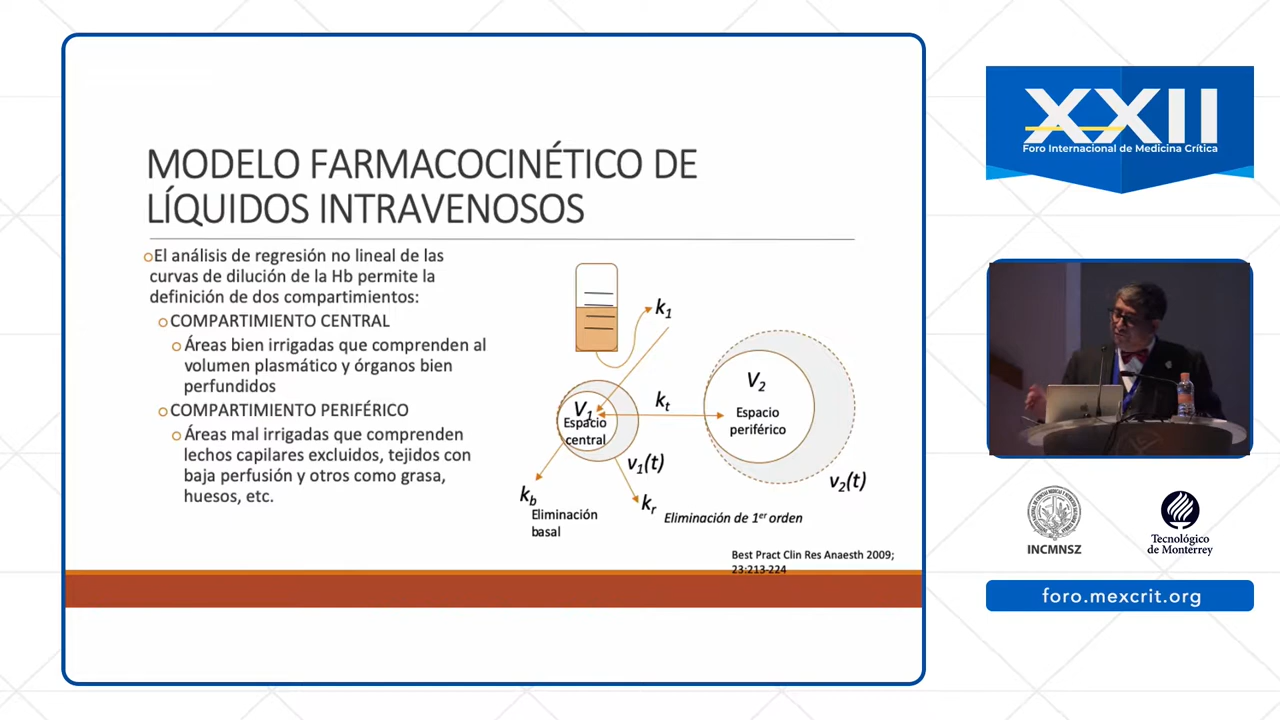 MODELO FARMACOCINÉTICO DE
LÍQUIDOS INTRAVENOSOS
El análisis de regresión no lineal de las
curvas de dilución de la Hb permite la
definición de dos compartimientos:
COMPARTIMIENTO CENTRAL
Áreas bien irrigadas que comprenden al
volumen plasmático y órganos bien
perfundidos
COMPARTIMIENTO PERIFÉRICO
Áreas mal irrigadas que comprenden
lechos capilares excluidos, tejidos con
baja perfusión y otros como grasa,
huesos, etc.
k1
V1
Espacio
central
kt
V2
Espacio
periférico
v1(t)
v2(t)
kb
Eliminación
basal
kr
Eliminación de 1er orden
Best Pract Clin Res Anaesth 2009;
23:213-224
XXII
Foro Internacional de Medicina Crítica
INCMNSZ
Tecnológico
de Monterrey
foro.mexcrit.org